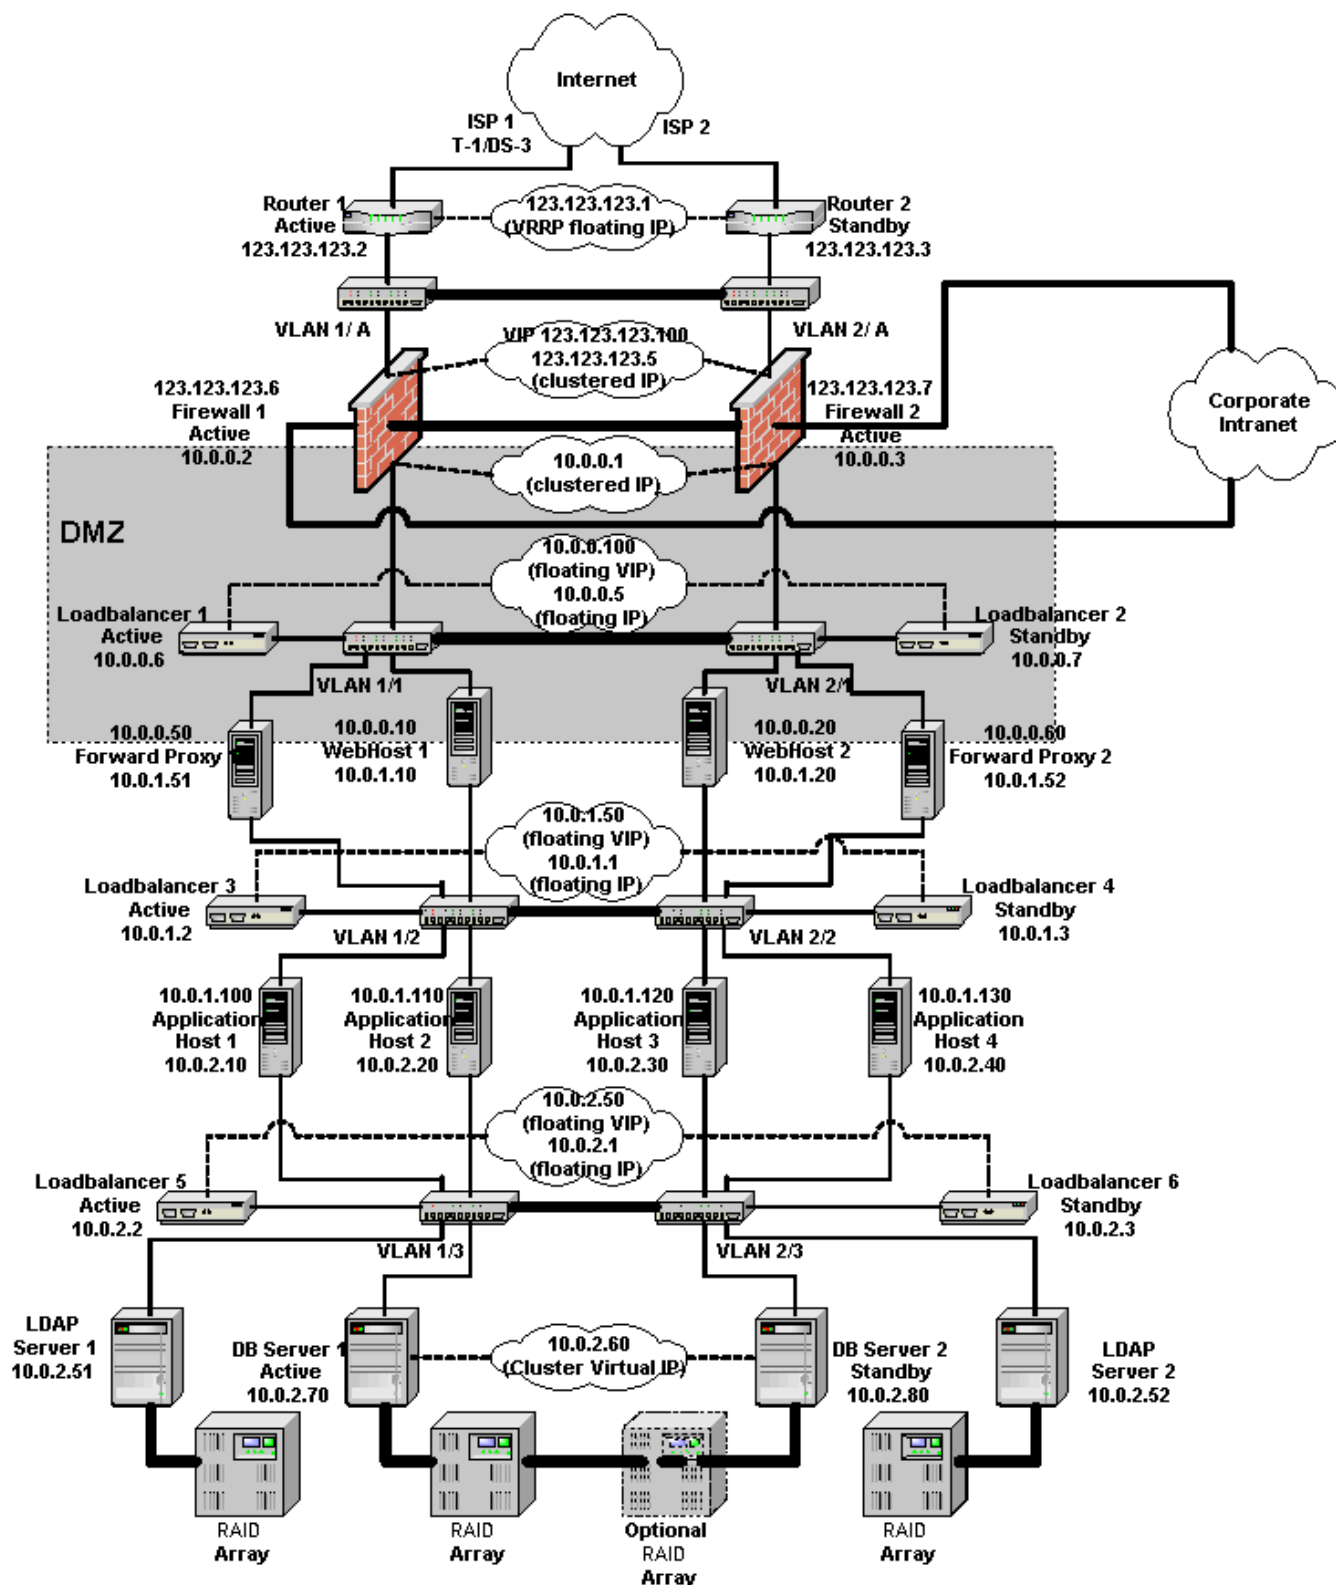 Internet
ISP 1
T-1/DS-3
ISP 2
Router 1
Active
123.123.123.2
123.123.123.1
(VRRP floating IP)
Router 2
Standby
123.123.123.3
VLAN 1/ A
VIP 123.123.123.100
123.123.123.5
(clustered IP)
VLAN 2/ A
123.123.123.6
Firewall 1
Active
10.0.0.2
123.123.123.7
Firewall 2
Active
10.0.0.3
Corporate
Intranet
10.0.0.1
(clustered IP)
DMZ
10.0.0.100
(floating VIP)
10.0.0.5
(floating IP)
Loadbalancer 1
Active
10.0.0.6
Loadbalancer 2
Standby
10.0.0.7
VLAN 1/1
VLAN 2/1
10.0.0.50
Forward Proxy
10.0.1.51
10.0.0.10
WebHost 1
10.0.1.10
10.0.0.20
WebHost 2
10.0.1.20
10.0.0.60
Forward Proxy 2
10.0.1.52
10.0.1.50
(floating VIP)
10.0.1.1
(floating IP)
Loadbalancer 3
Active
10.0.1.2
Loadbalancer 4
Standby
10.0.1.3
VLAN 1/2
VLAN 2/2
10.0.1.100
Application
Host 1
10.0.2.10
10.0.1.110
Application
Host 2
10.0.2.20
10.0.1.120
Application
Host 3
10.0.2.30
10.0.1.130
Application
Host 4
10.0.2.40
10.0.2.50
(floating VIP)
10.0.2.1
(floating IP)
Loadbalancer 5
Active
10.0.2.2
Loadbalancer 6
Standby
10.0.2.3
VLAN 1/3
VLAN 2/3
LDAP
Server 1
10.0.2.51
DB Server 1
Active
10.0.2.70
10.0.2.60
(Cluster Virtual IP)
DB Server 2
Standby
10.0.2.80
LDAP
Server 2
10.0.2.52
RAID
Array
RAID
Array
Optional
RAID
Array
RAID
Array